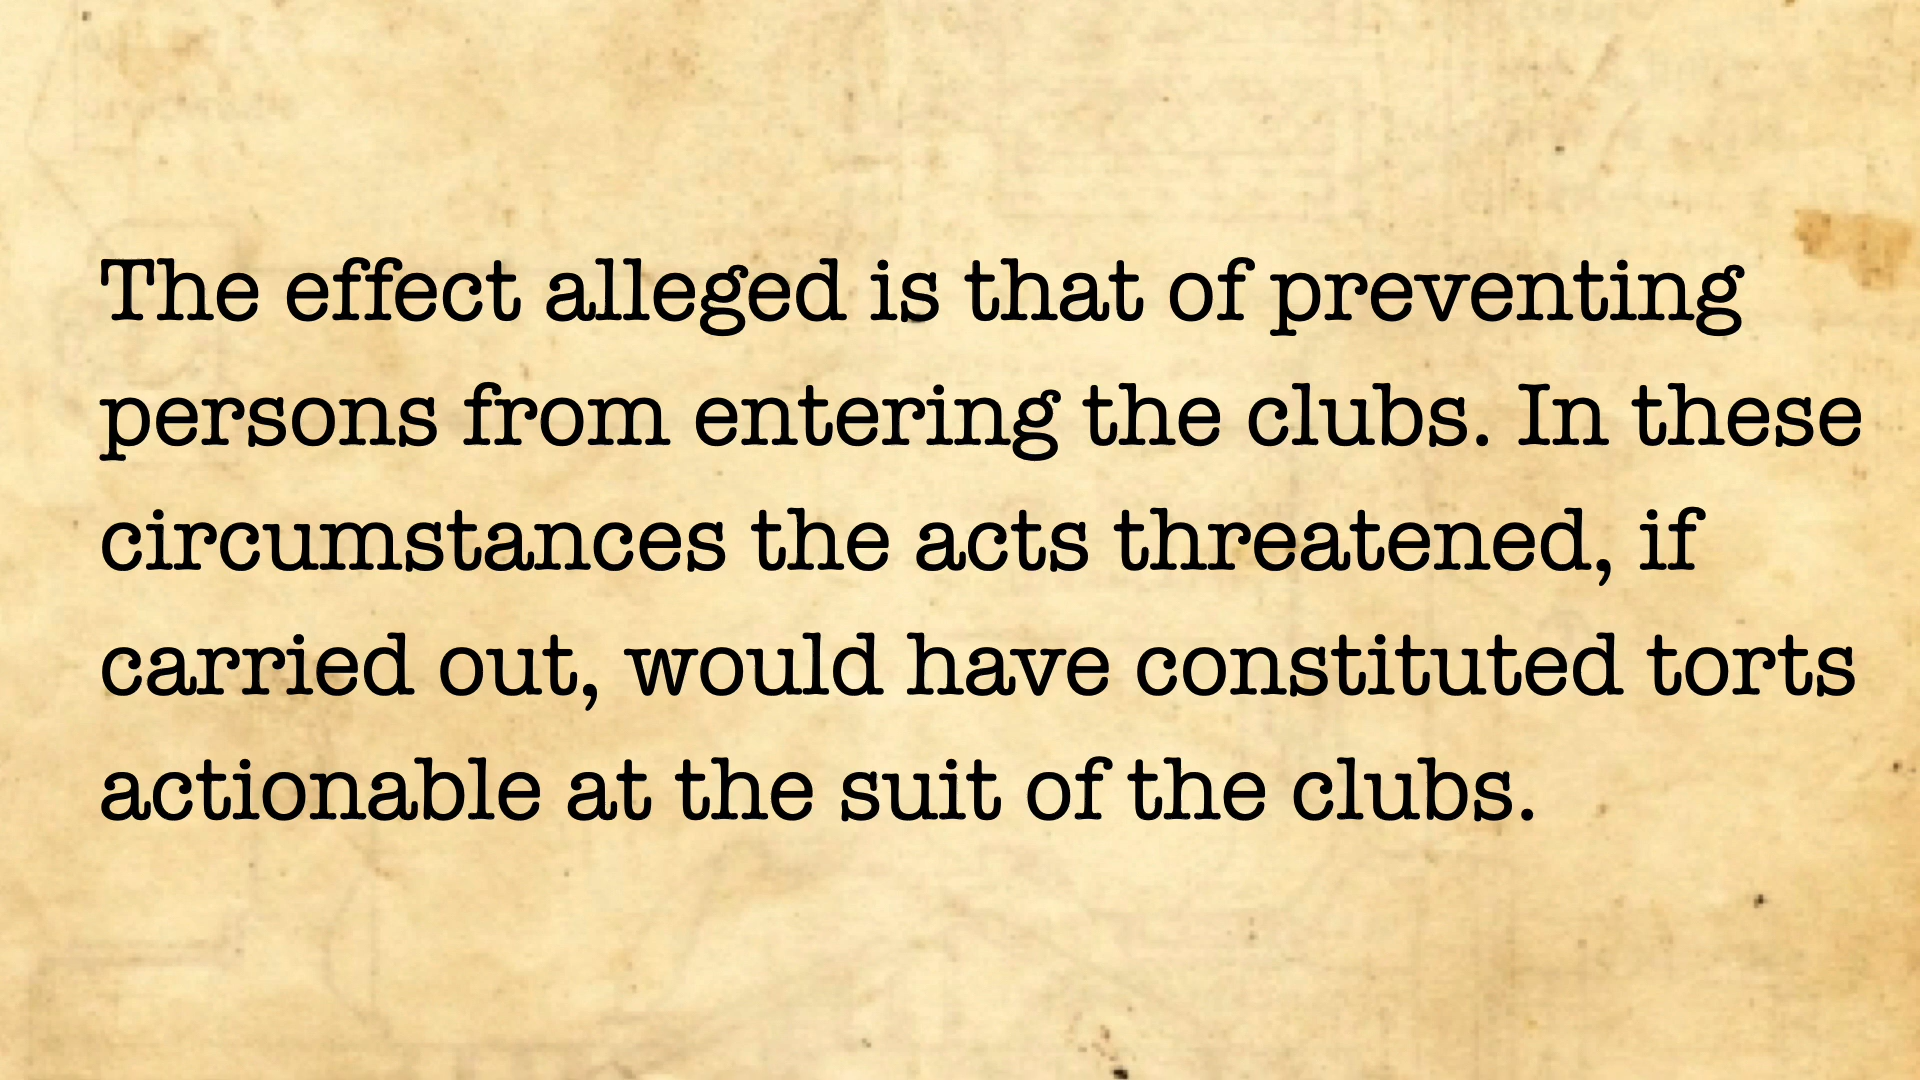 The effect alleged is that of preventing
persons from entering the clubs. In these
circumstances the acts threatened, if
carried out, would have constituted torts
actionable at the suit of the clubs.